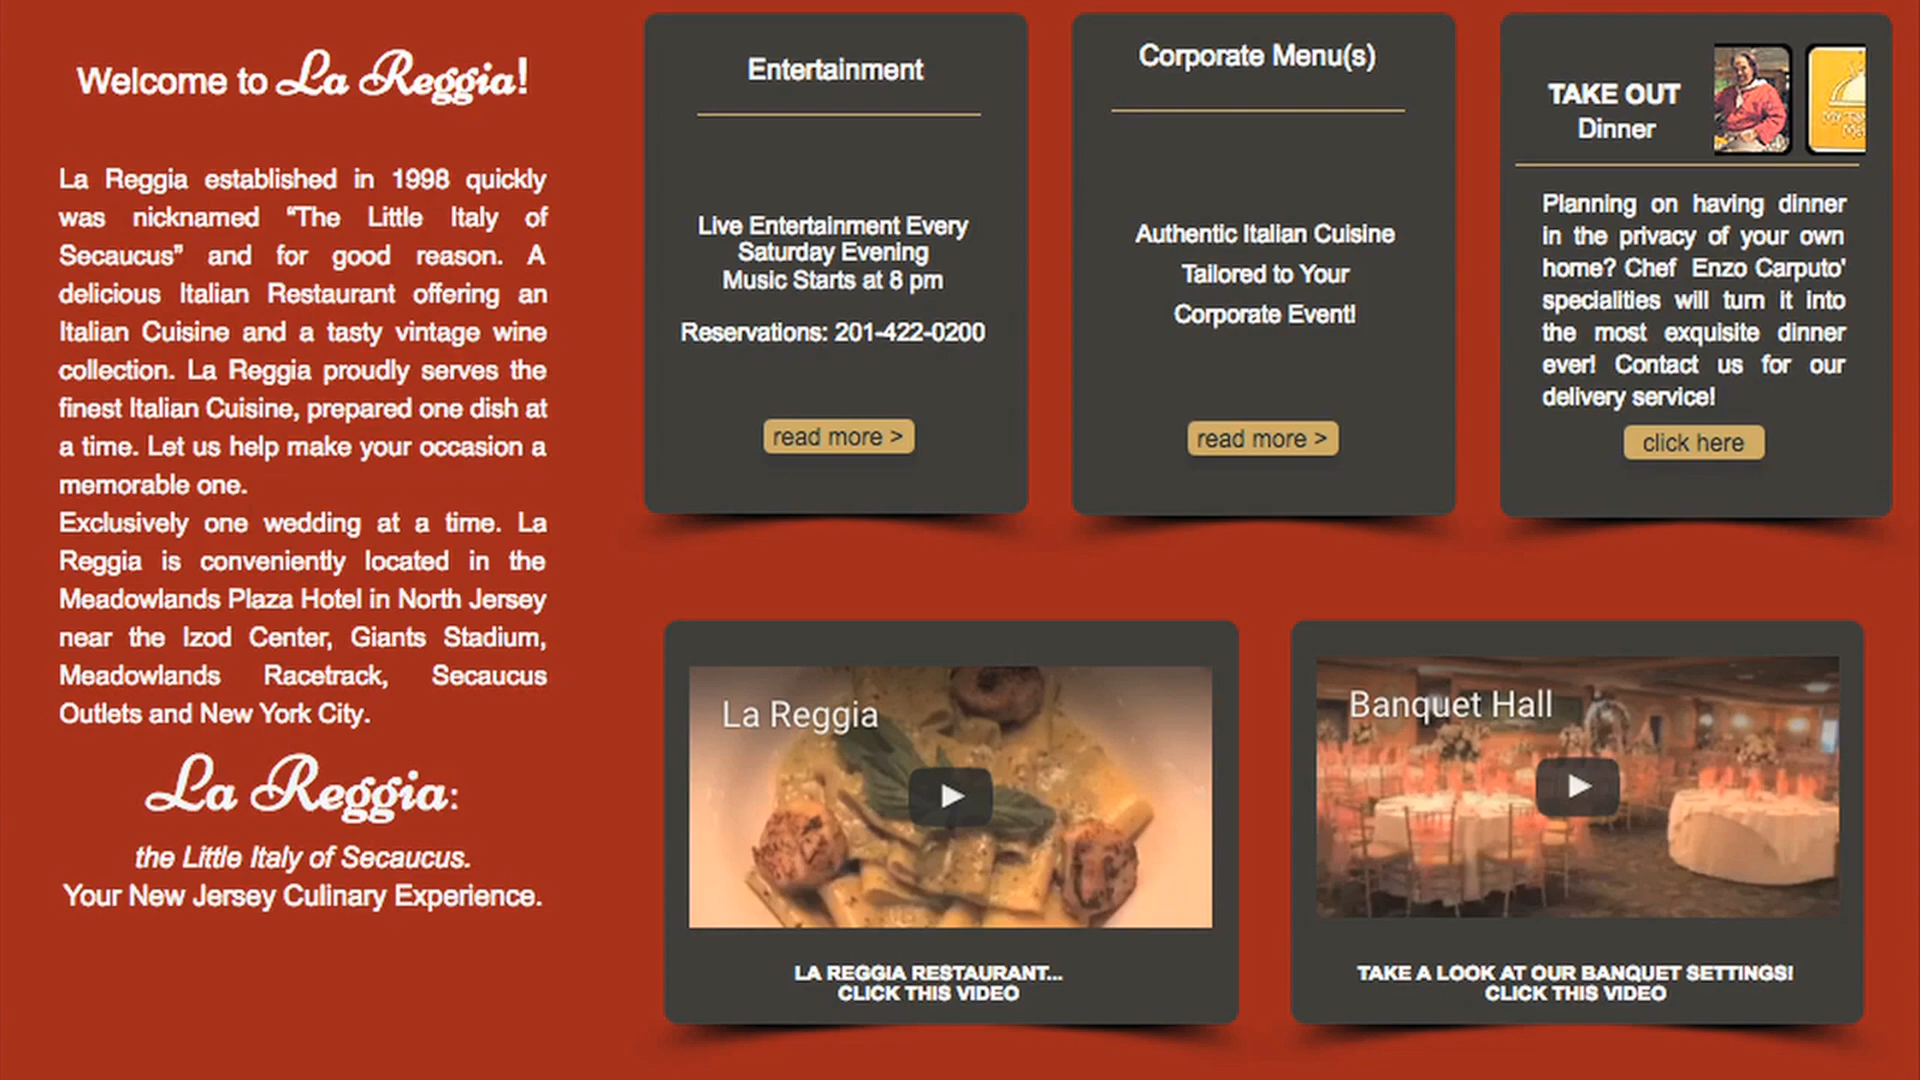 Welcome to La Reggia!
La Reggia established in 1998 quickly
was nicknamed “The Little Italy of
Secaucus” and for good reason. A
delicious Italian Restaurant offering an
Italian Cuisine and a tasty vintage wine
collection. La Reggia proudly serves the
finest Italian Cuisine, prepared one dish at
a time. Let us help make your occasion a
memorable one.
Exclusively one wedding at a time. La
Reggia is conveniently located in the
Meadowlands Plaza Hotel in North Jersey
near the Izod Center, Giants Stadium,
Meadowlands Racetrack, Secaucus
Outlets and New York City.
La Reggia:
the Little Italy of Secaucus.
Your New Jersey Culinary Experience.
Entertainment
Live Entertainment Every
Saturday Evening
Music Starts at 8 pm
Reservations: 201-422-0200
read more >
Corporate Menu(s)
Authentic Italian Cuisine
Tailored to Your
Corporate Event!
read more >
TAKE OUT
Dinner
Planning on having dinner
in the privacy of your own
home? Chef Enzo Carputo'
specialities will turn it into
the most exquisite dinner
ever! Contact us for our
delivery service!
click here
La Reggia
LA REGGIA RESTAURANT...
CLICK THIS VIDEO
Banquet Hall
TAKE A LOOK AT OUR BANQUET SETTINGS!
CLICK THIS VIDEO